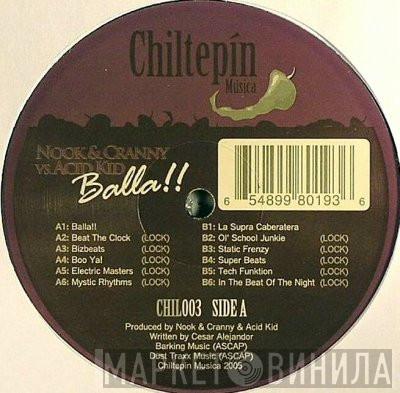 Chiltepín
Música
NOOK & CRANNY
VS. ACID KID
Balla!!
6 54899 80193 6
A1: Balla!!
A2: Beat The Clock (LOCK)
A3: Bizbeats (LOCK)
A4: Boo Ya! (LOCK)
A5: Electric Masters (LOCK)
A6: Mystic Rhythms (LOCK)
B1: La Supra Caberatera
B2: Ol' School Junkie (LOCK)
B3: Static Frenzy (LOCK)
B4: Super Beats (LOCK)
B5: Tech Funktion (LOCK)
B6: In The Beat Of The Night (LOCK)
CHIL003 SIDE A
Produced by Nook & Cranny & Acid Kid
Written by Cesar Alejandor
Barking Music (ASCAP)
Dust Traxx Music (ASCAP)
Chiltepin Musica 2005
МАРКЕТ ВИНИЛА